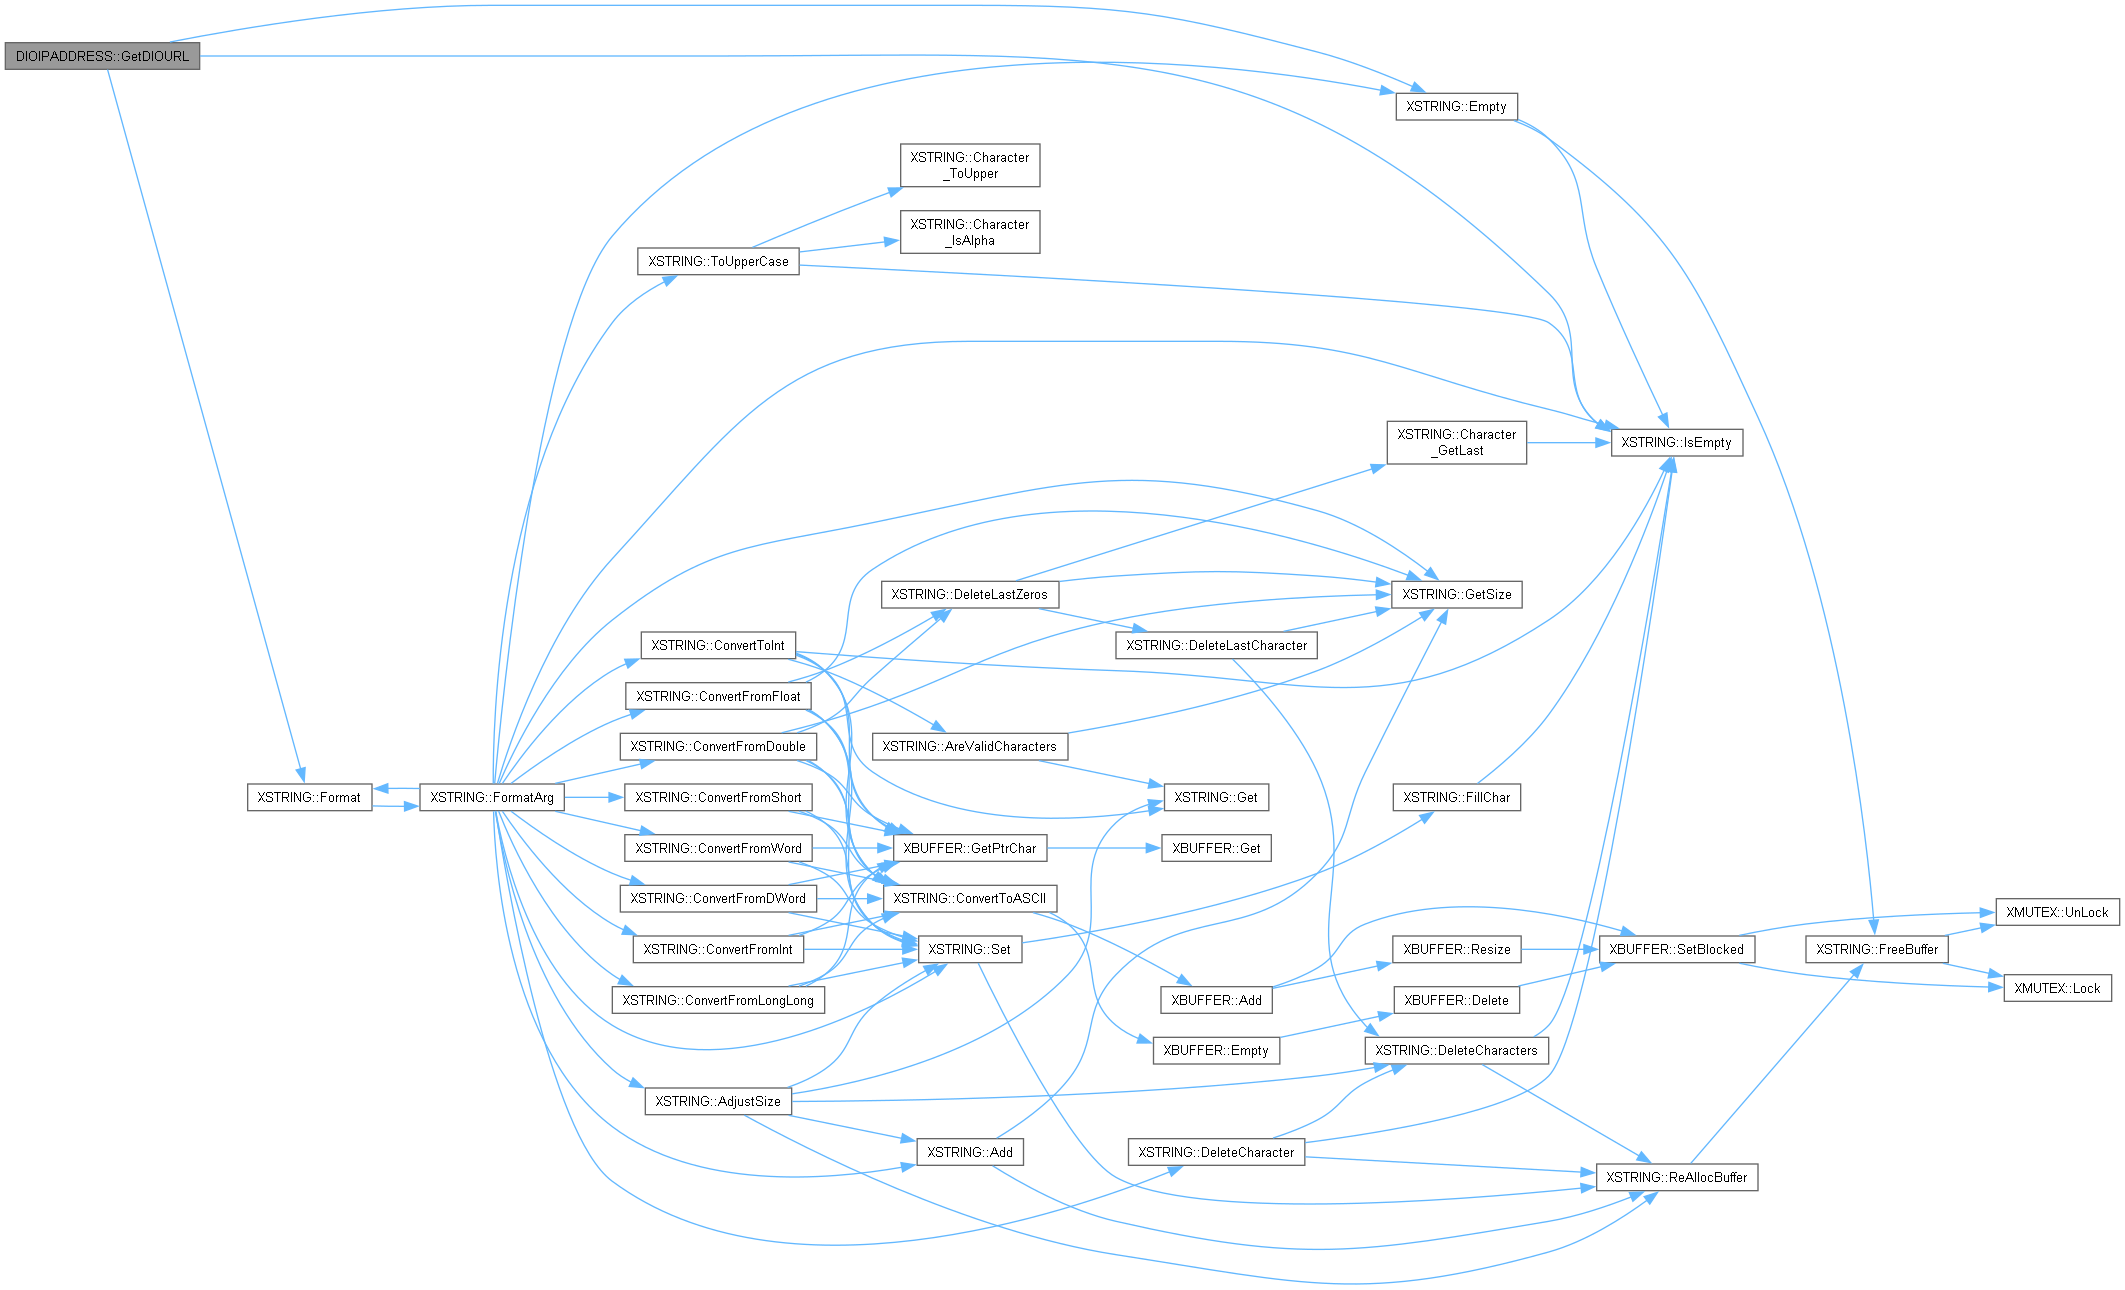 DIOIPADDRESS::GetDIOURL
XSTRING::Empty
XSTRING::Character
_ToUpper
XSTRING::Character
_IsAlpha
XSTRING::ToUpperCase
XSTRING::Character
_GetLast
XSTRING::IsEmpty
XSTRING::DeleteLastZeros
XSTRING::GetSize
XSTRING::ConvertToInt
XSTRING::DeleteLastCharacter
XSTRING::ConvertFromFloat
XSTRING::ConvertFromDouble
XSTRING::AreValidCharacters
XSTRING::Format
XSTRING::FormatArg
XSTRING::ConvertFromShort
XSTRING::Get
XSTRING::FillChar
XSTRING::ConvertFromWord
XBUFFER::GetPtrChar
XBUFFER::Get
XSTRING::ConvertFromDWord
XSTRING::ConvertToASCII
XMUTEX::UnLock
XSTRING::ConvertFromInt
XSTRING::Set
XBUFFER::Resize
XBUFFER::SetBlocked
XSTRING::FreeBuffer
XSTRING::ConvertFromLongLong
XBUFFER::Add
XBUFFER::Delete
XMUTEX::Lock
XBUFFER::Empty
XSTRING::DeleteCharacters
XSTRING::AdjustSize
XSTRING::Add
XSTRING::DeleteCharacter
XSTRING::ReAllocBuffer